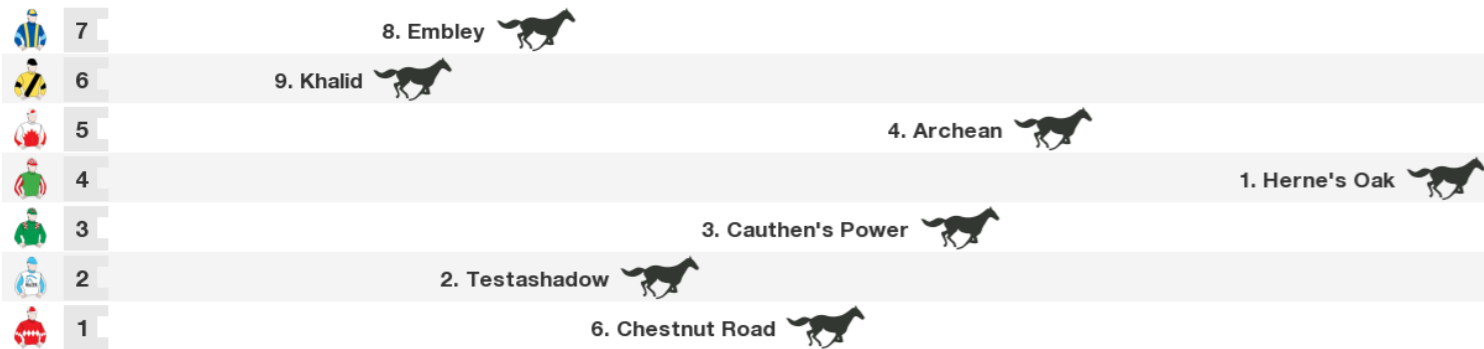 7 8. Embley
6 9. Khalid
5 4. Archean
4 1. Herne's Oak
3 3. Cauthen's Power
2 2. Testashadow
1 6. Chestnut Road